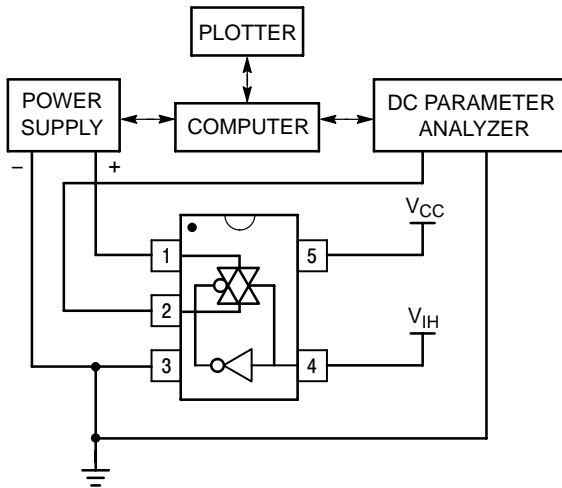 PLOTTER
POWER
SUPPLY
COMPUTER
DC PARAMETER
ANALYZER
− +
VCC
1
5
2
VIH
3
4